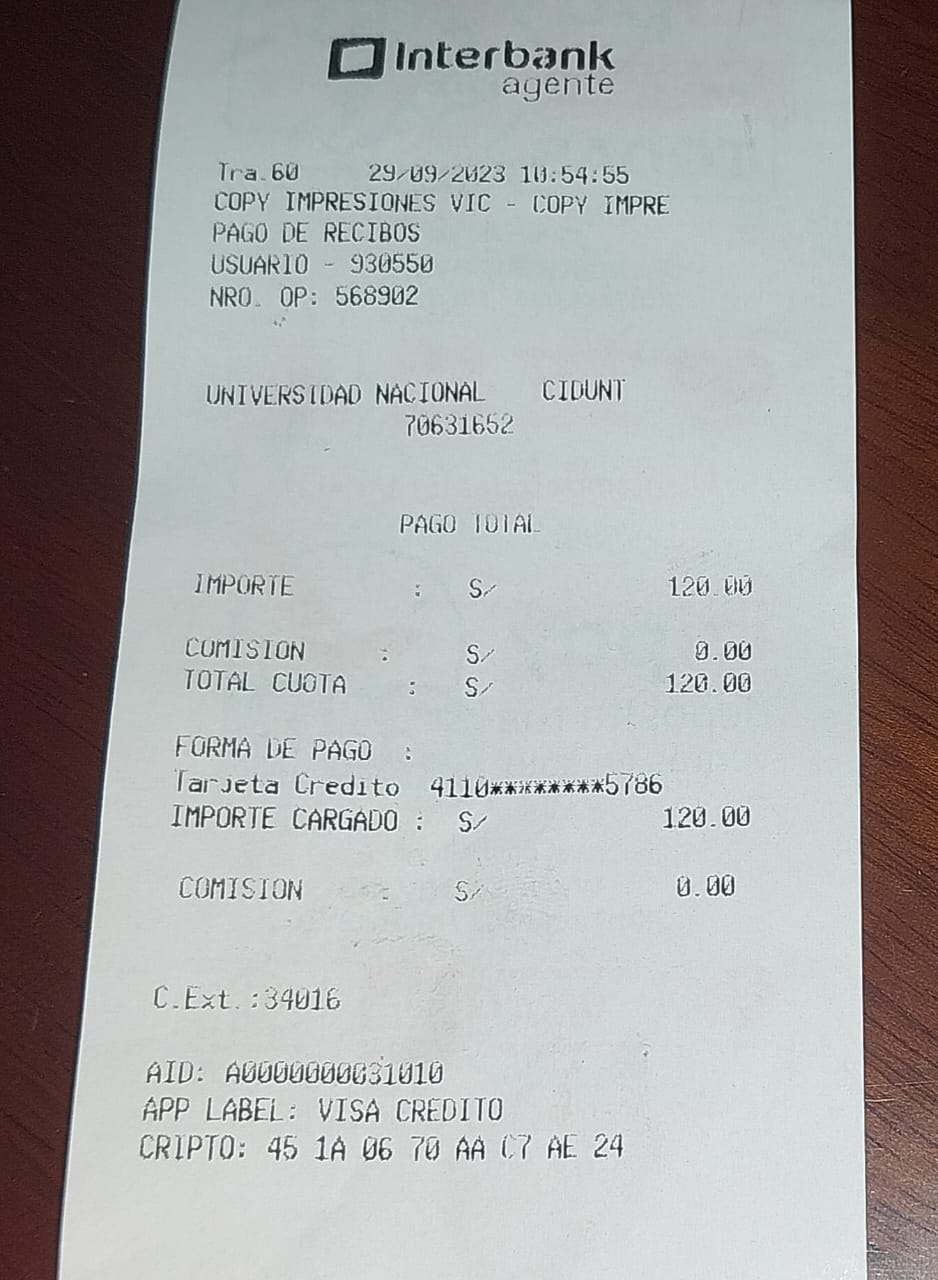 Interbank
agente
Tra.60 29/09/2023 10:54:55
COPY IMPRESIONES VIC - COPY IMPRE
PAGO DE RECIBOS
USUARIO - 930550
NRO. OP: 568902
UNIVERSIDAD NACIONAL CIDUNT
70631652
PAGO TOTAL
IMPORTE : S/ 120.00
COMISION : S/ 0.00
TOTAL CUOTA : S/ 120.00
FORMA DE PAGO :
Tarjeta Credito 4110********5786
IMPORTE CARGADO : S/ 120.00
COMISION : S/ 0.00
C.Ext.:34016
AID: A0000000031010
APP LABEL: VISA CREDITO
CRIPTO: 45 1A 06 70 AA C7 AE 24